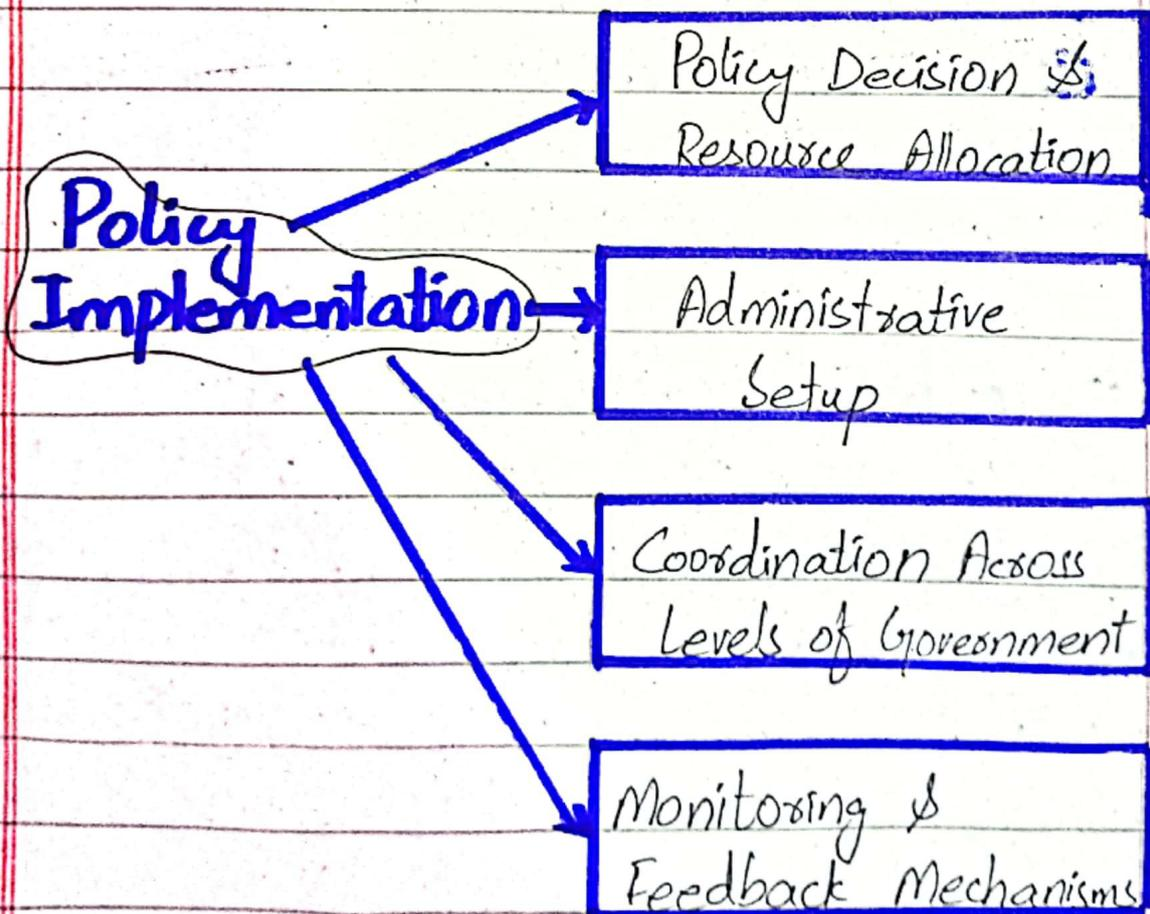 Policy Decision &
Resource Allocation
Policy
Implementation
Administrative
Setup
Coordination Across
Levels of Government
Monitoring &
Feedback Mechanisms